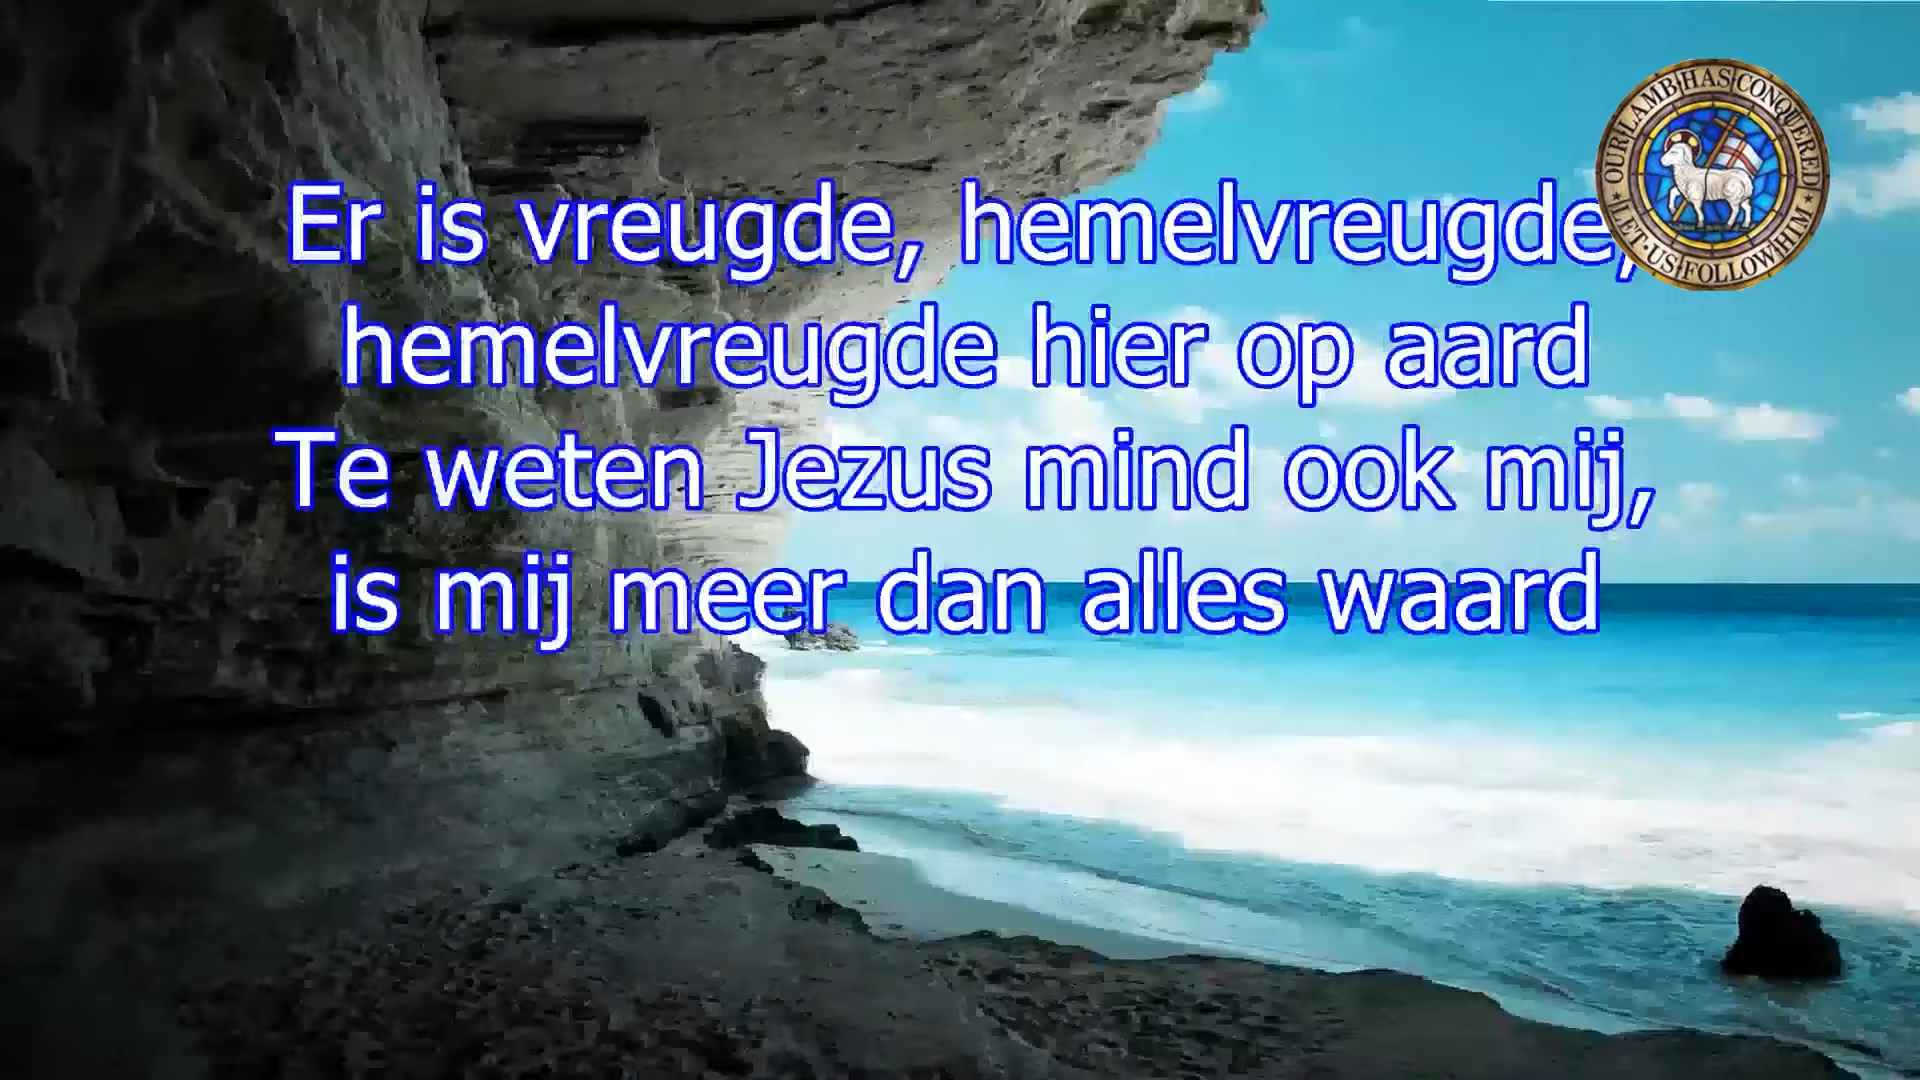 Er is vreugde, hemelvreugde,
hemelvreugde hier op aard
Te weten Jezus mind ook mij,
is mij meer dan alles waard
OUR LAMB HAS CONQUERED
LET US FOLLOW HIM